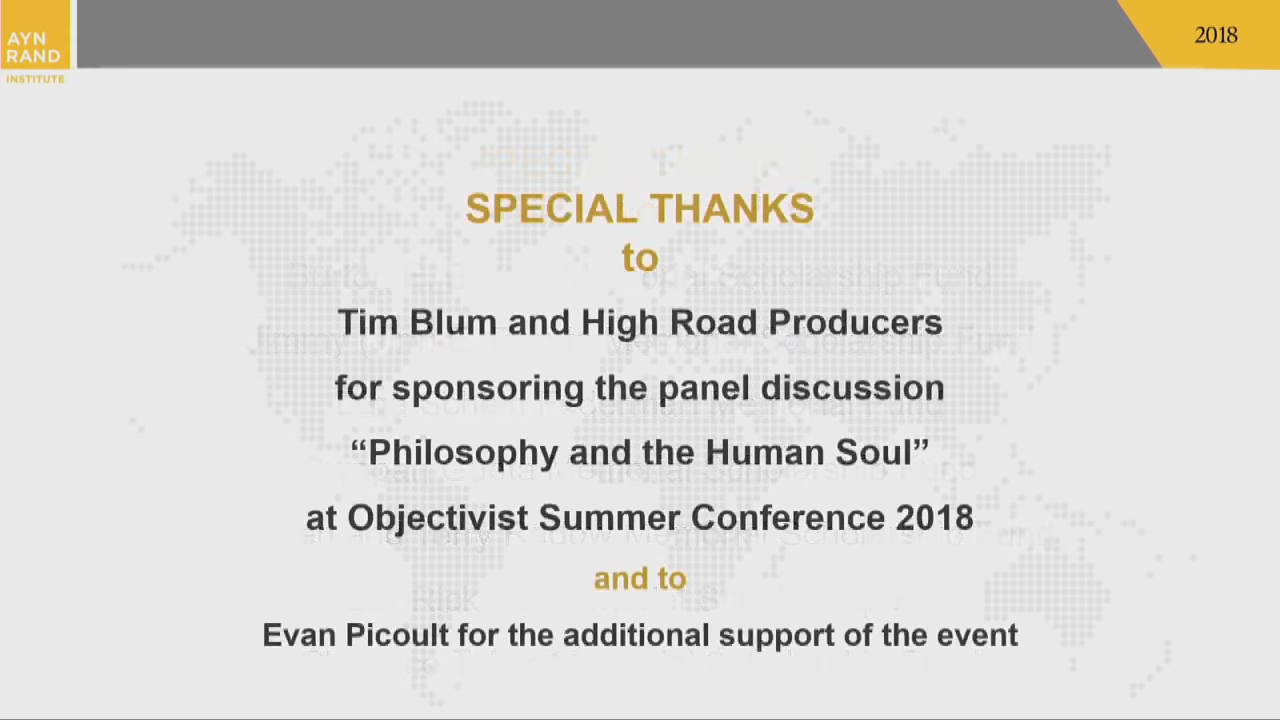 AYN
RAND
INSTITUTE
2018
SPECIAL THANKS
to
Tim Blum and High Road Producers
for sponsoring the panel discussion
“Philosophy and the Human Soul”
at Objectivist Summer Conference 2018
and to
Evan Picoult for the additional support of the event